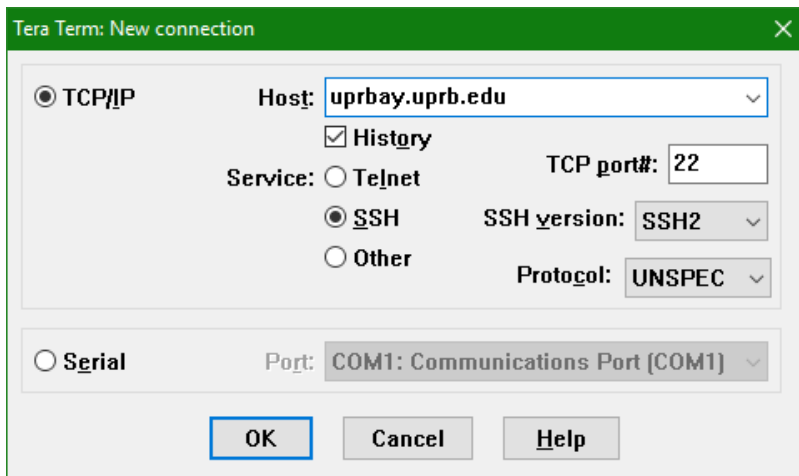 Tera Term: New connection
TCP/IP Host: uprbay.uprb.edu
History
Service: Telnet TCP port#: 22
SSH SSH version: SSH2
Other Protocol: UNSPEC
Serial Port: COM1: Communications Port (COM1)
OK Cancel Help